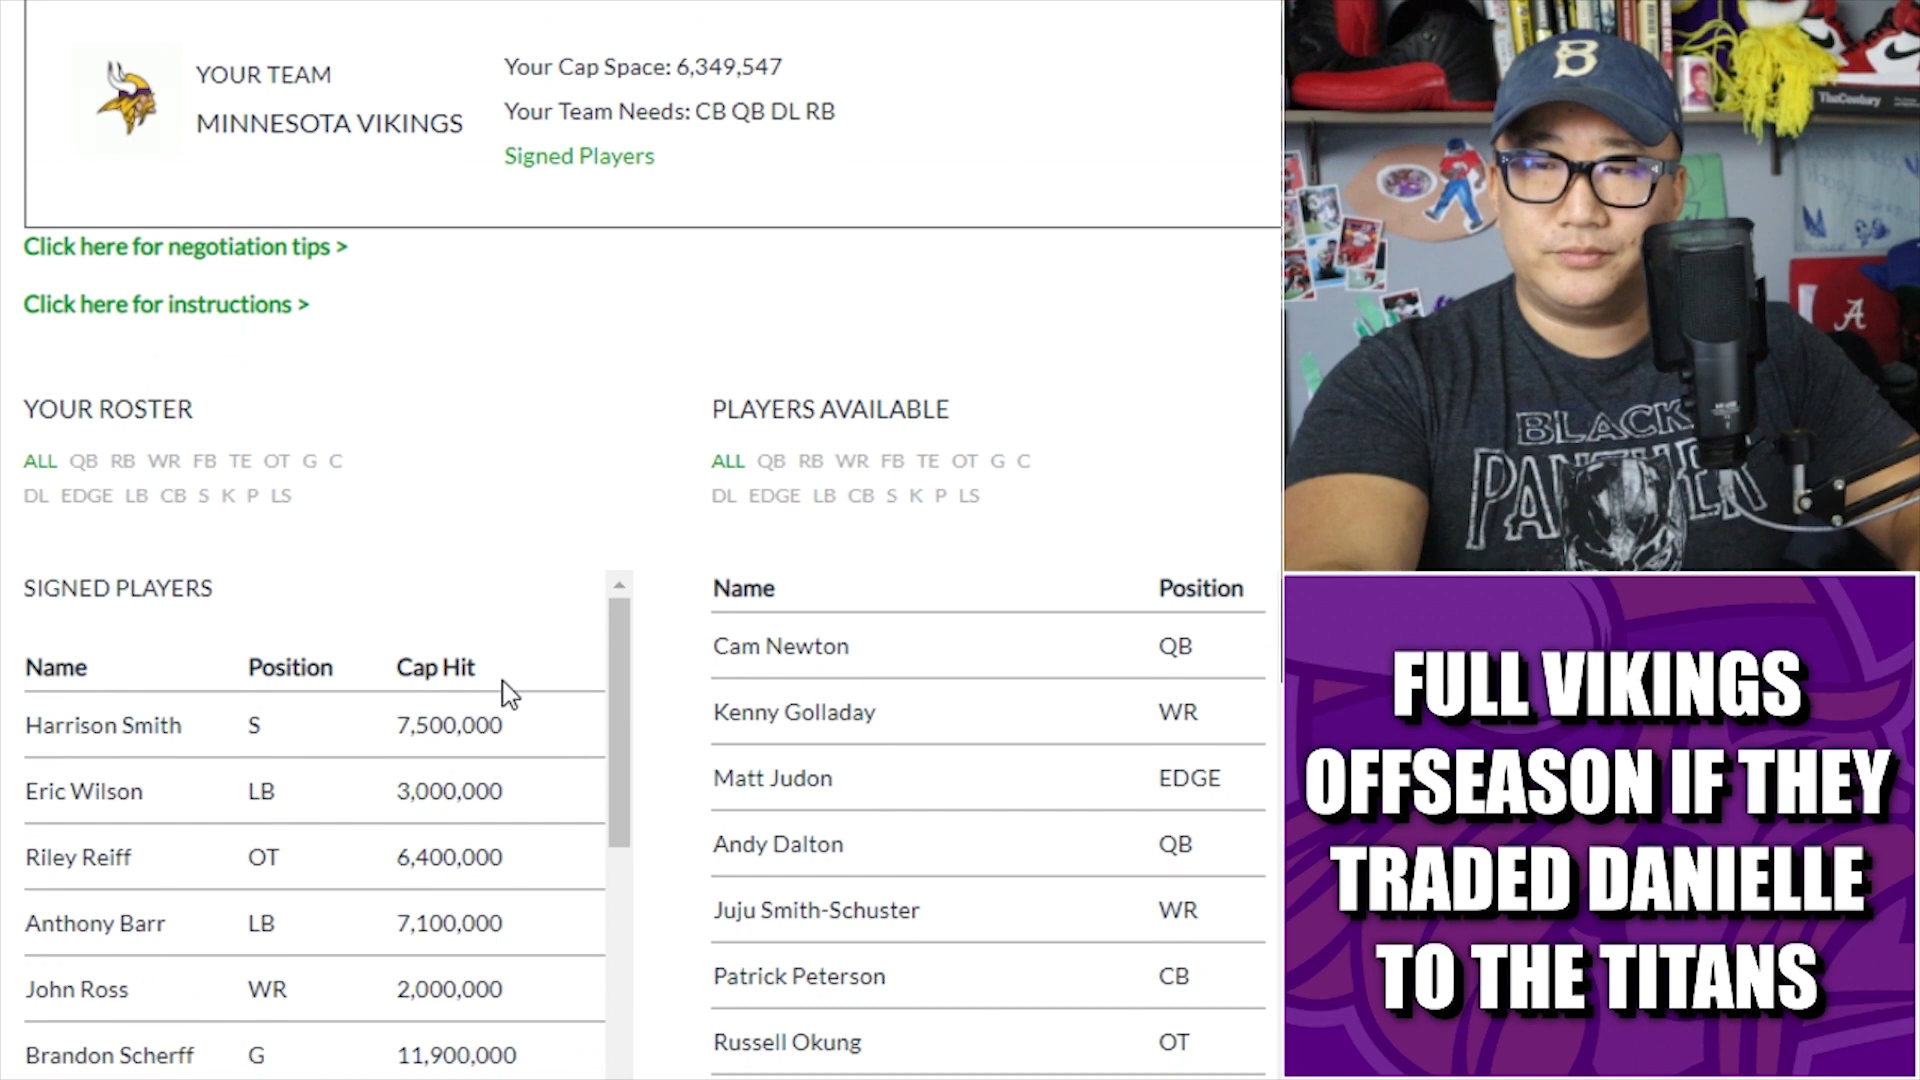 YOUR TEAM
MINNESOTA VIKINGS
Your Cap Space: 6,349,547
Your Team Needs: CB QB DL RB
Signed Players
Click here for negotiation tips >
Click here for instructions >
YOUR ROSTER
ALL QB RB WR FB TE OT G C
DL EDGE LB CB S K P LS
SIGNED PLAYERS
Name Position Cap Hit
Harrison Smith S 7,500,000
Eric Wilson LB 3,000,000
Riley Reiff OT 6,400,000
Anthony Barr LB 7,100,000
John Ross WR 2,000,000
Brandon Scherff G 11,900,000
PLAYERS AVAILABLE
ALL QB RB WR FB TE OT G C
DL EDGE LB CB S K P LS
Name Position
Cam Newton QB
Kenny Golladay WR
Matt Judon EDGE
Andy Dalton QB
Juju Smith-Schuster WR
Patrick Peterson CB
Russell Okung OT
B
TheCentury
A
BLACK
PANTHER
FULL VIKINGS
OFFSEASON IF THEY
TRADED DANIELLE
TO THE TITANS